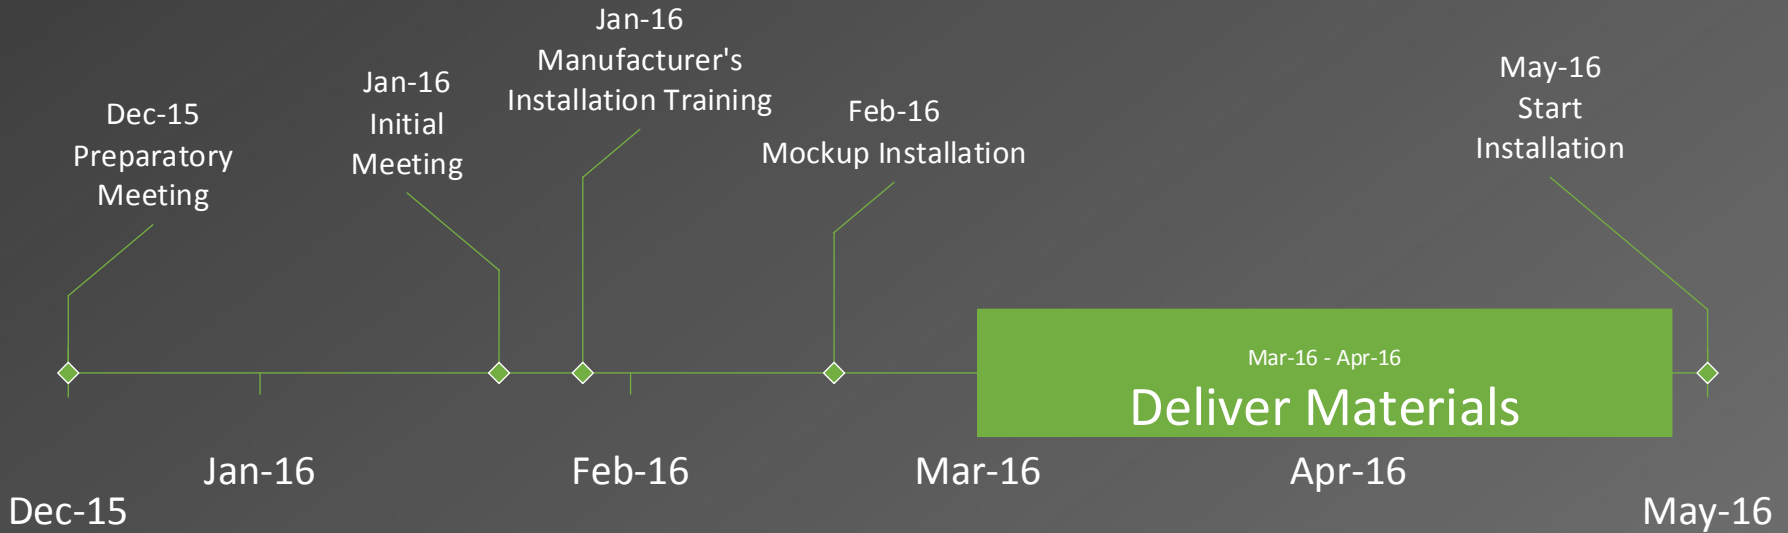 Dec-15
Preparatory
Meeting
Jan-16
Initial
Meeting
Jan-16
Manufacturer's
Installation Training
Feb-16
Mockup Installation
May-16
Start
Installation
Mar-16 - Apr-16
Deliver Materials
Dec-15
Jan-16
Feb-16
Mar-16
Apr-16
May-16